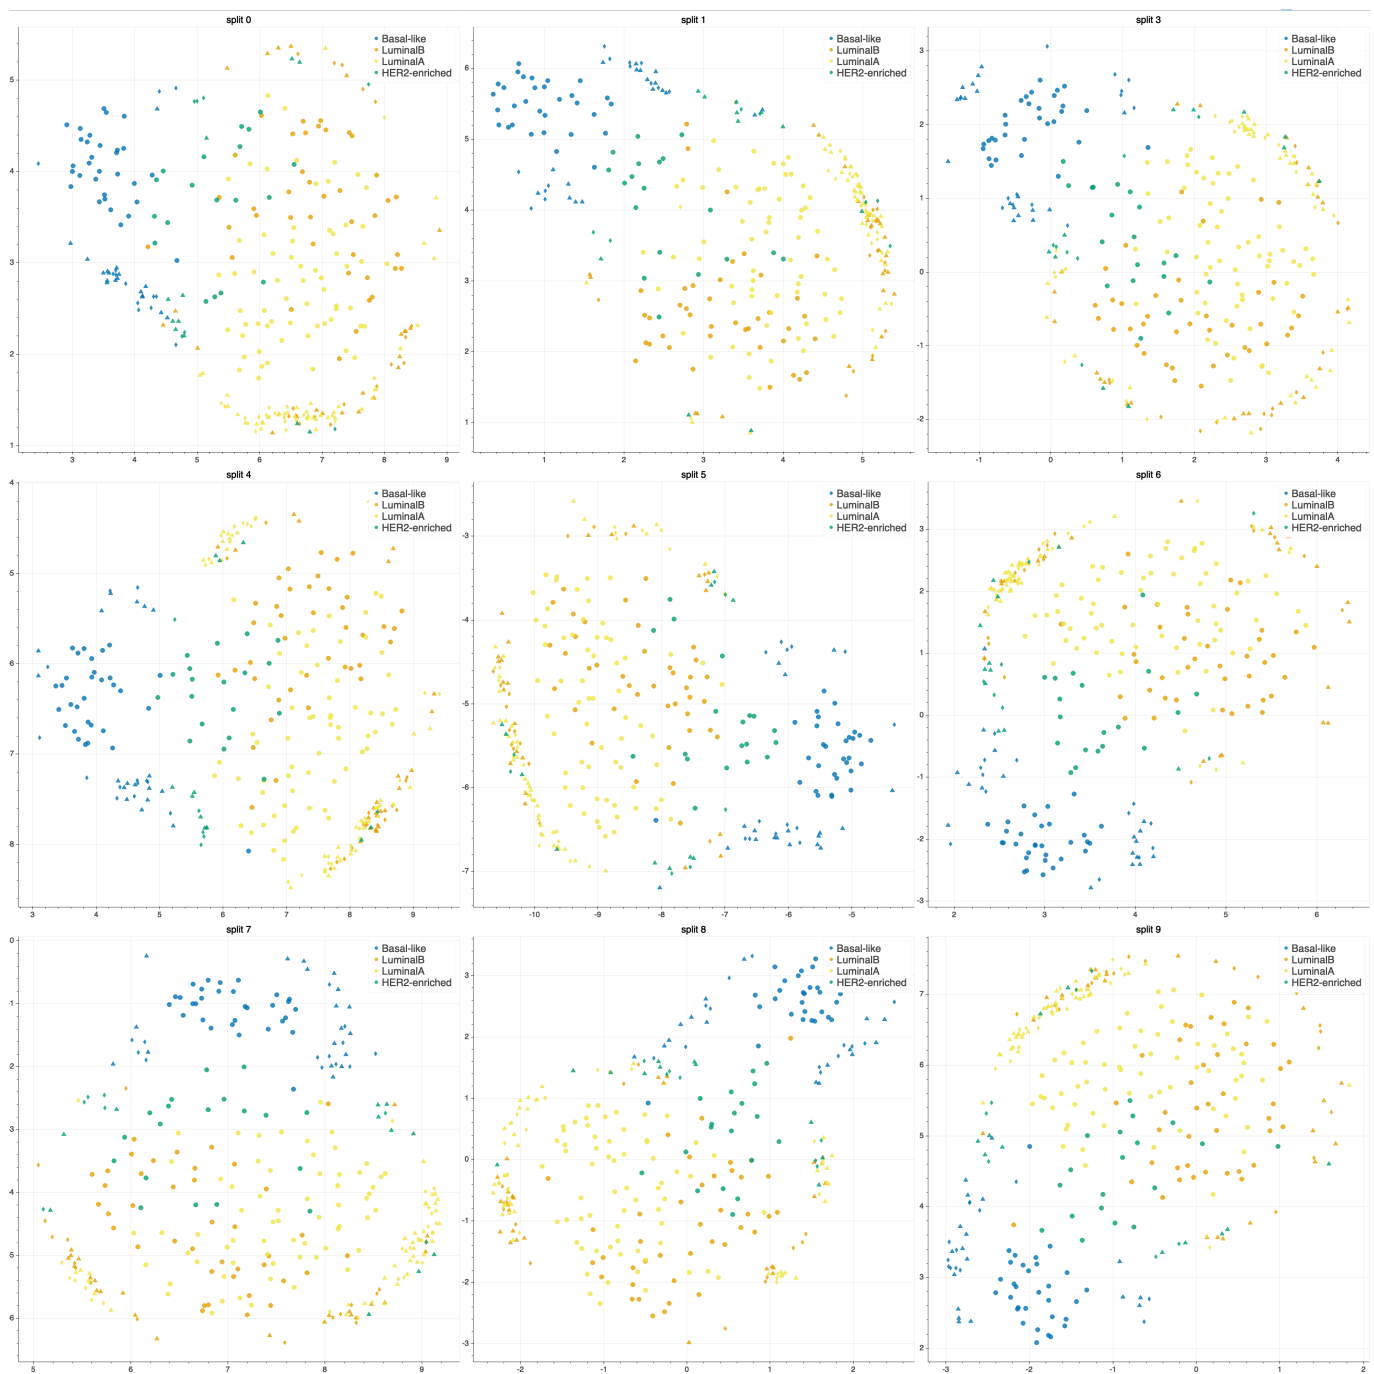 split 0
Basal-like
LuminalB
LuminalA
HER2-enriched
5
4
3
2
1
3 4 5 6 7 8 9
split 1
Basal-like
LuminalB
LuminalA
HER2-enriched
6
5
4
3
2
1
1 2 3 4 5
split 3
Basal-like
LuminalB
LuminalA
HER2-enriched
3
2
1
0
-1
-2
-1 0 1 2 3 4
split 4
Basal-like
LuminalB
LuminalA
HER2-enriched
4
5
6
7
8
3 4 5 6 7 8 9
split 5
Basal-like
LuminalB
LuminalA
HER2-enriched
-3
-4
-5
-6
-7
-10 -9 -8 -7 -6 -5
split 6
Basal-like
LuminalB
LuminalA
HER2-enriched
3
2
1
0
-1
-2
-3
2 3 4 5 6
split 7
Basal-like
LuminalB
LuminalA
HER2-enriched
0
1
2
3
4
5
6
5 6 7 8 9
split 8
Basal-like
LuminalB
LuminalA
HER2-enriched
3
2
1
0
-1
-2
-3
-2 -1 0 1 2
split 9
Basal-like
LuminalB
LuminalA
HER2-enriched
7
6
5
4
3
2
-3 -2 -1 0 1 2